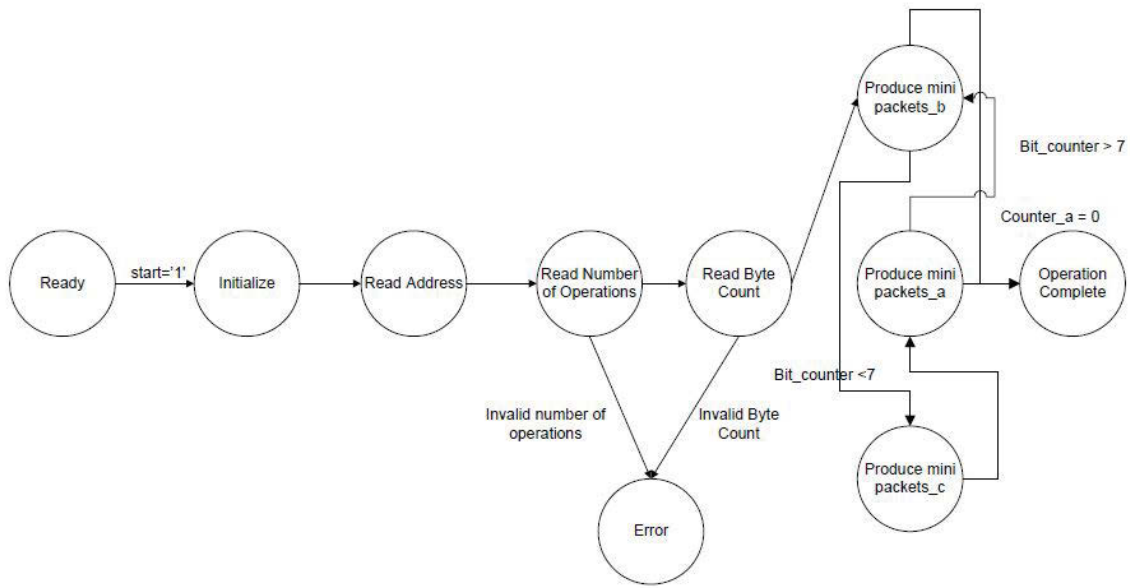 Produce mini
packets_b
Bit_counter > 7
Counter_a = 0
Ready
start='1'
Initialize
Read Address
Read Number
of Operations
Read Byte
Count
Produce mini
packets_a
Operation
Complete
Bit_counter <7
Invalid number of
operations
Invalid Byte
Count
Produce mini
packets_c
Error